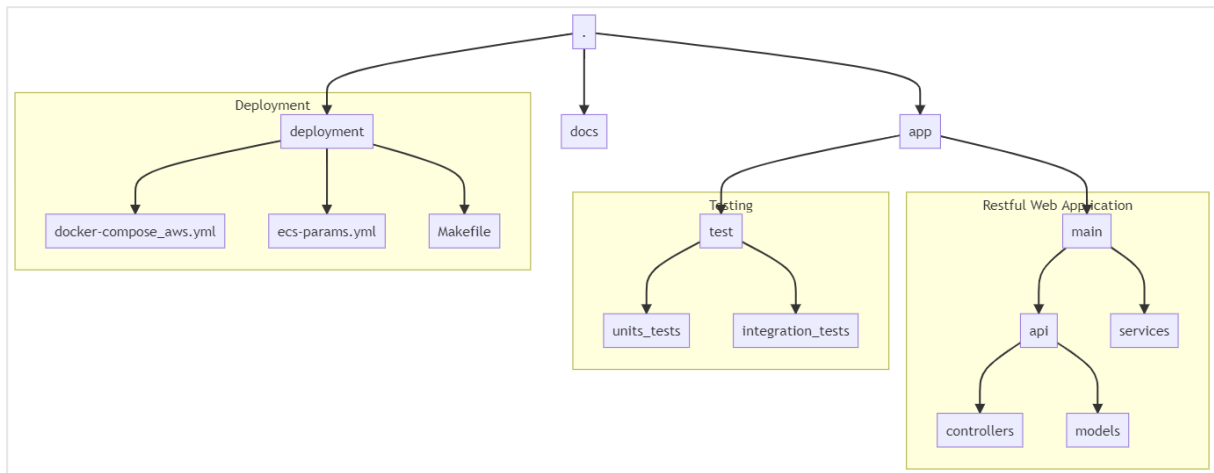 .
Deployment
deployment
docs
app
Testing
Restful Web Application
docker-compose_aws.yml
ecs-params.yml
Makefile
test
main
units_tests
integration_tests
api
services
controllers
models